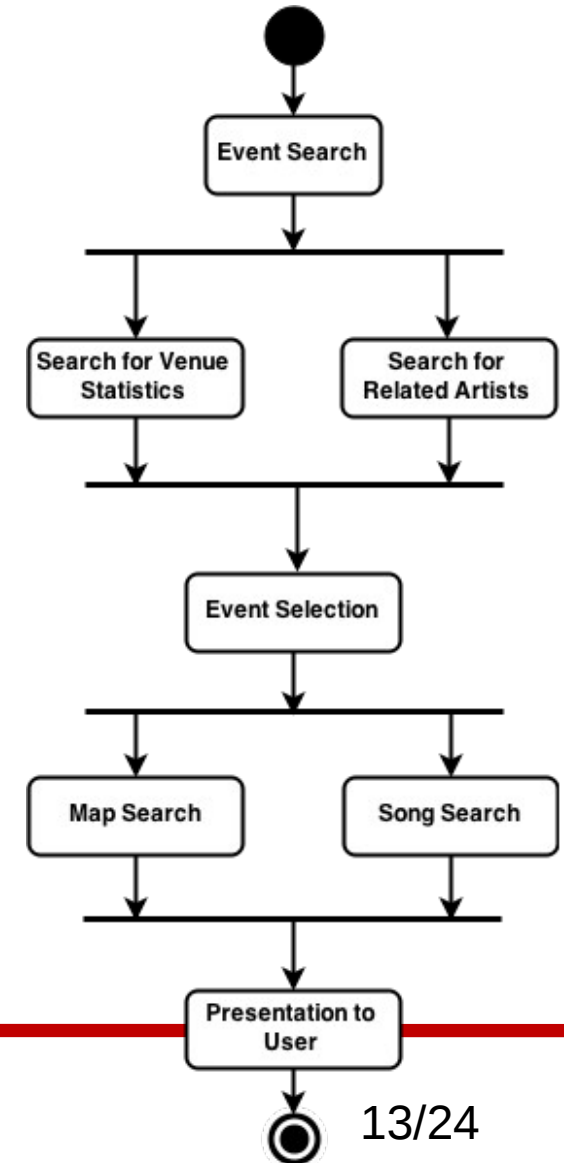 Event Search
Search for Venue
Statistics
Search for
Related Artists
Event Selection
Map Search
Song Search
Presentation to
User
13/24